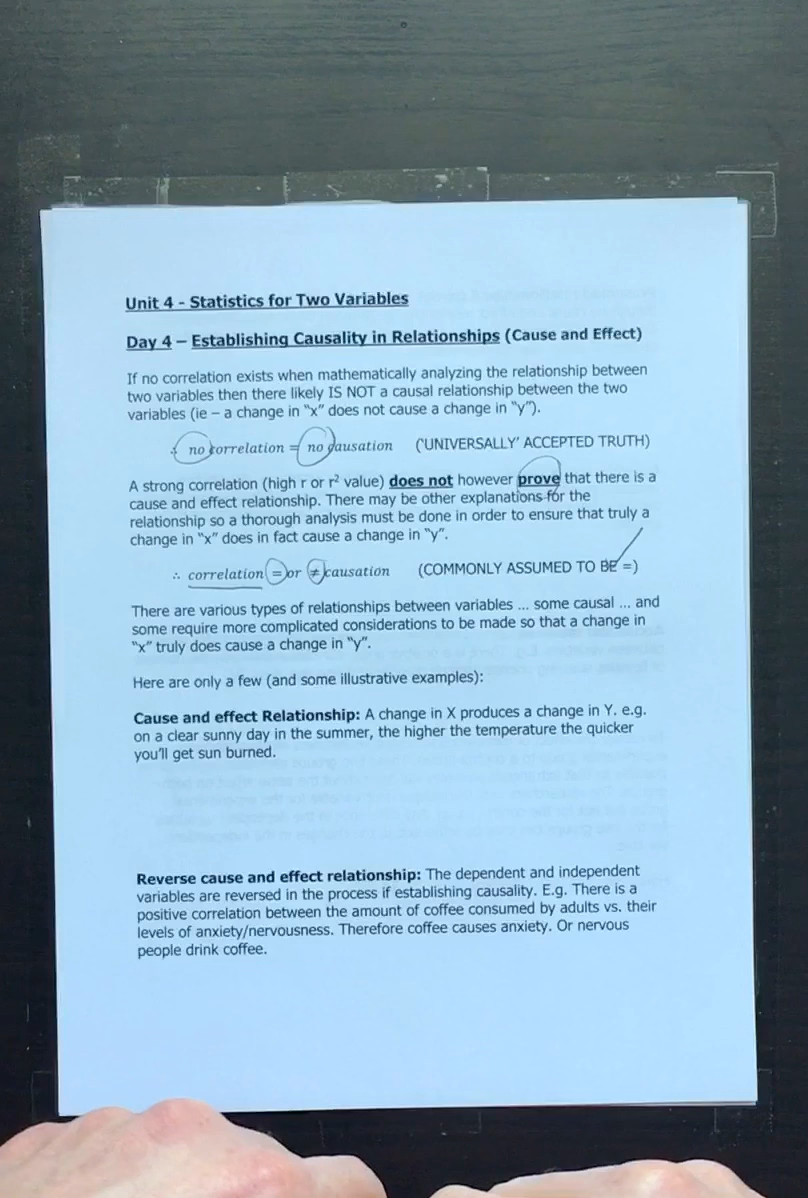 Unit 4 - Statistics for Two Variables
Day 4 – Establishing Causality in Relationships (Cause and Effect)
If no correlation exists when mathematically analyzing the relationship between
two variables then there likely IS NOT a causal relationship between the two
variables (ie – a change in "x" does not cause a change in "y").
∴ no correlation = no causation ('UNIVERSALLY' ACCEPTED TRUTH)
A strong correlation (high r or r² value) does not however prove that there is a
cause and effect relationship. There may be other explanations for the
relationship so a thorough analysis must be done in order to ensure that truly a
change in "x" does in fact cause a change in "y".
∴ correlation = or ≠ causation (COMMONLY ASSUMED TO BE =)
There are various types of relationships between variables ... some causal ... and
some require more complicated considerations to be made so that a change in
"x" truly does cause a change in "y".
Here are only a few (and some illustrative examples):
Cause and effect Relationship: A change in X produces a change in Y. e.g.
on a clear sunny day in the summer, the higher the temperature the quicker
you'll get sun burned.
Reverse cause and effect relationship: The dependent and independent
variables are reversed in the process if establishing causality. E.g. There is a
positive correlation between the amount of coffee consumed by adults vs. their
levels of anxiety/nervousness. Therefore coffee causes anxiety. Or nervous
people drink coffee.